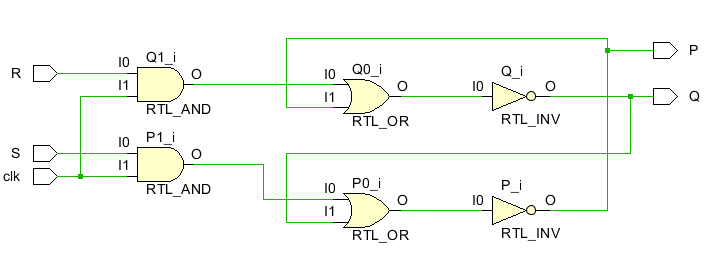 P
Q1_i
Q0_i
Q_i
R
I0
O
I0
O
I0
O
Q
I1
I1
RTL_AND
RTL_OR
RTL_INV
P1_i
S
I0
O
P0_i
P_i
clk
I1
I0
O
I0
O
RTL_AND
I1
RTL_OR
RTL_INV